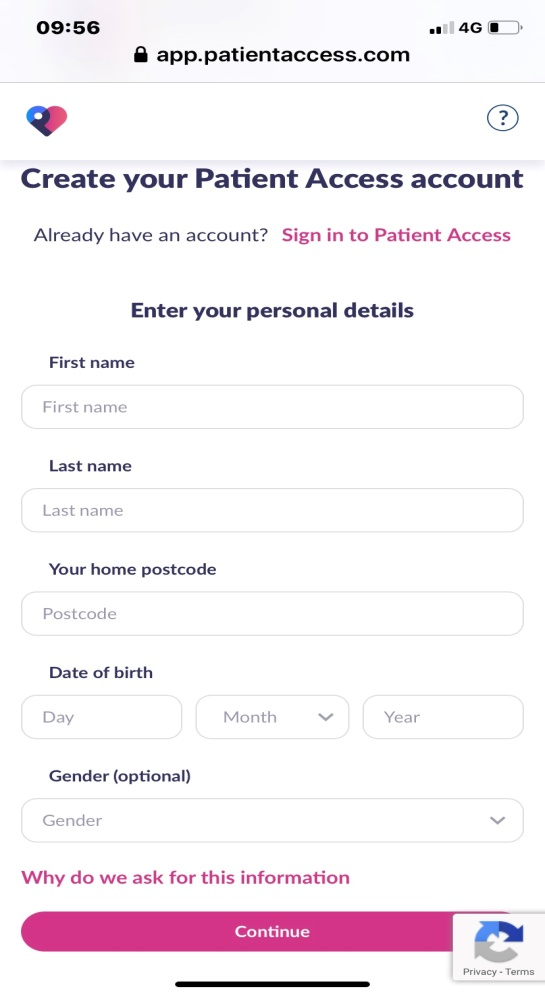 09:56
4G
app.patientaccess.com
?
Create your Patient Access account
Already have an account? Sign in to Patient Access
Enter your personal details
First name
First name
Last name
Last name
Your home postcode
Postcode
Date of birth
Day Month Year
Gender (optional)
Gender
Why do we ask for this information
Continue
Privacy - Terms